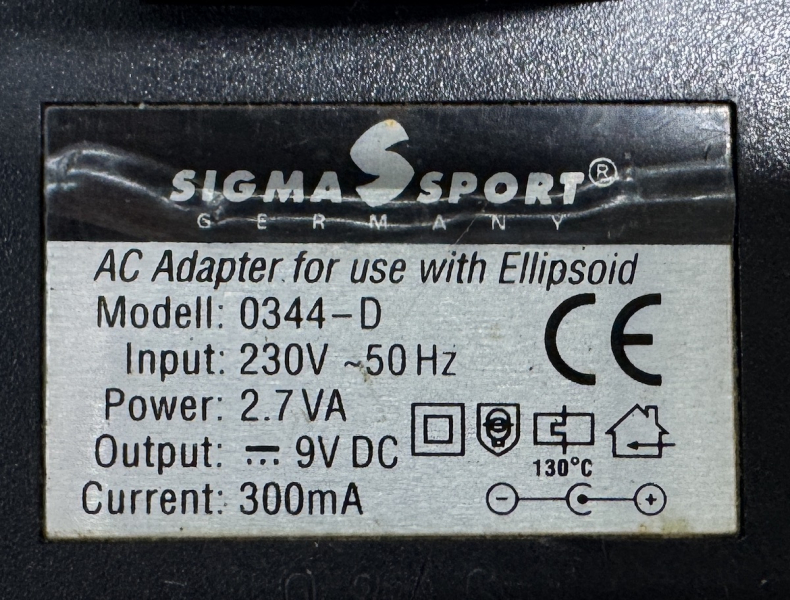 SIGMA SPORT®
GERMANY
AC Adapter for use with Ellipsoid
Modell: 0344-D
Input: 230V ~50 Hz
Power: 2.7 VA
Output: ⎓ 9V DC
Current: 300mA
CE
130°C
- +